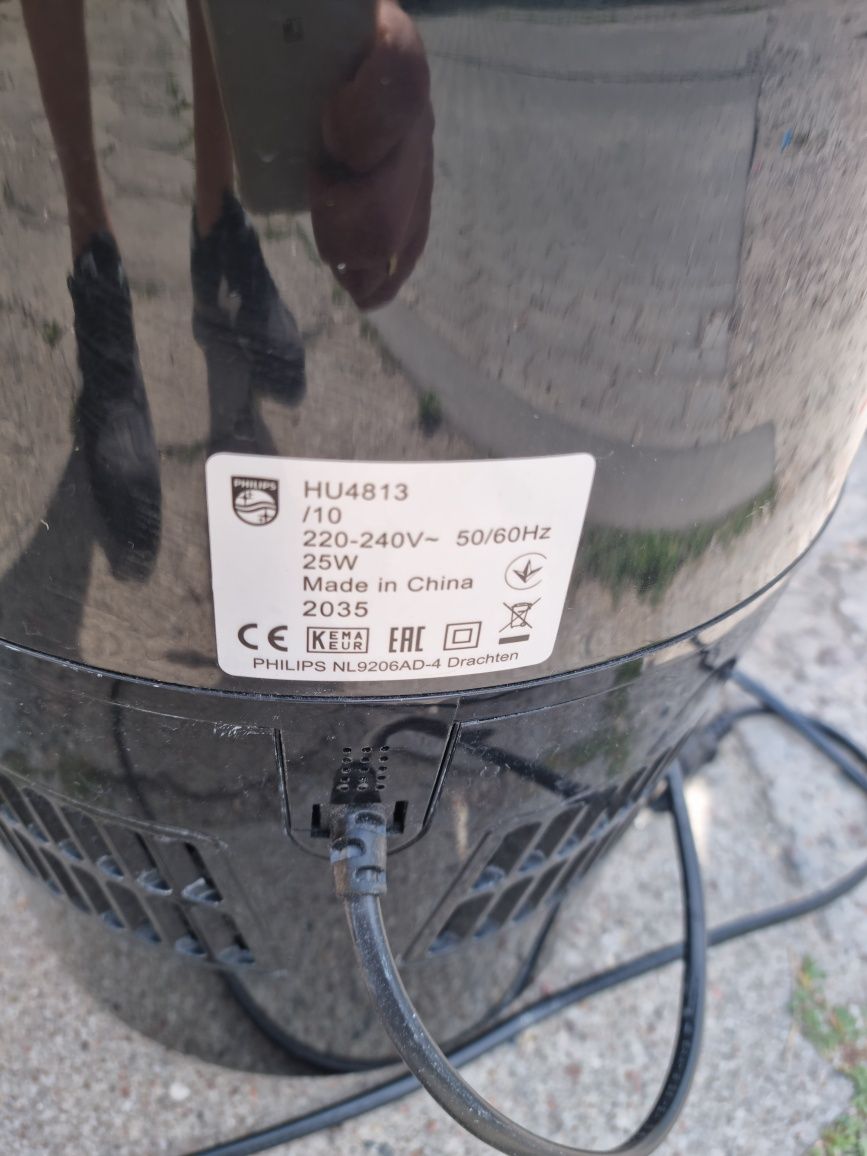 PHILIPS
HU4813
/10
220-240V~ 50/60Hz
25W
Made in China
2035
CE KEMA EUR EAC
PHILIPS NL9206AD-4 Drachten